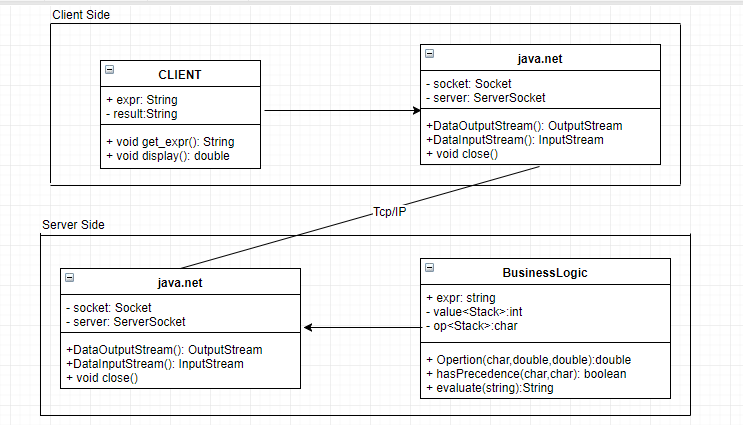 Client Side
CLIENT
+ expr: String
- result:String
+ void get_expr(): String
+ void display(): double
java.net
- socket: Socket
- server: ServerSocket
+DataOutputStream(): OutputStream
+DataInputStream(): InputStream
+ void close()
Tcp/IP
Server Side
java.net
- socket: Socket
- server: ServerSocket
+DataOutputStream(): OutputStream
+DataInputStream(): InputStream
+ void close()
BusinessLogic
+ expr: string
- value<Stack>:int
- op<Stack>:char
+ Opertion(char,double,double):double
+ hasPrecedence(char,char): boolean
+ evaluate(string):String